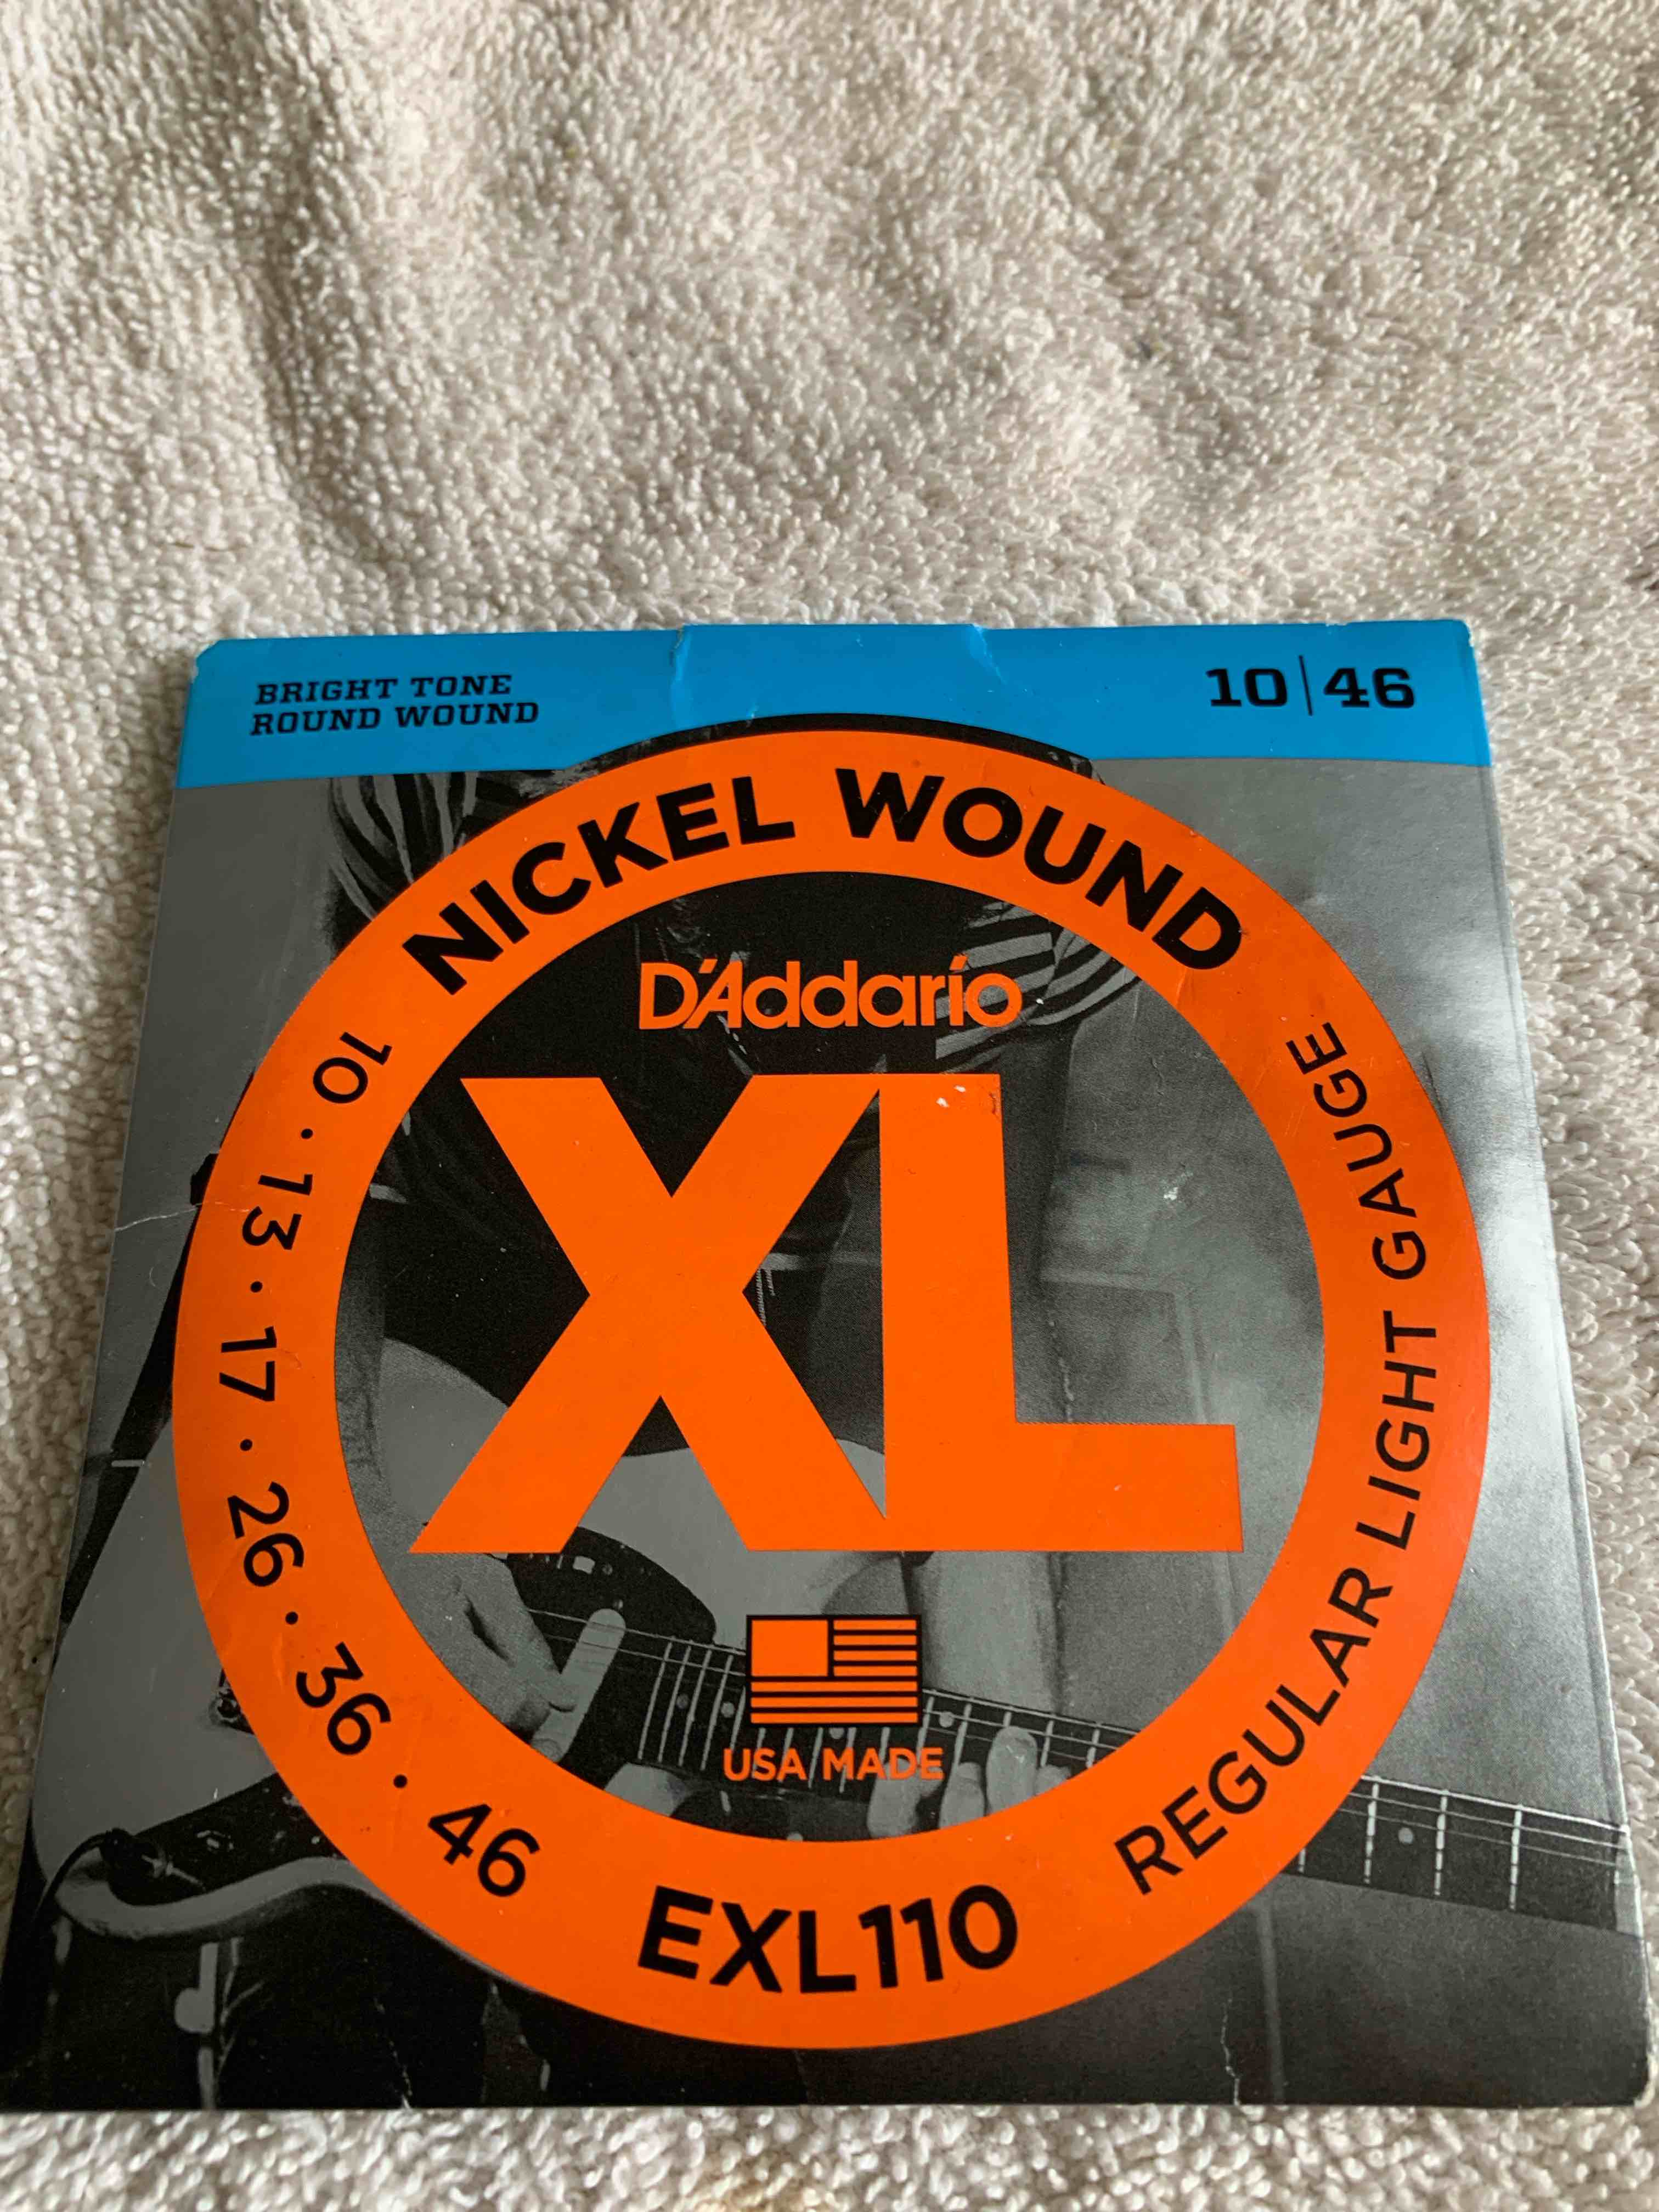 BRIGHT TONE
ROUND WOUND
10|46
NICKEL WOUND
D'Addario
XL
USA MADE
10 · 13 · 17 · 26 · 36 · 46
EXL110
REGULAR LIGHT GAUGE